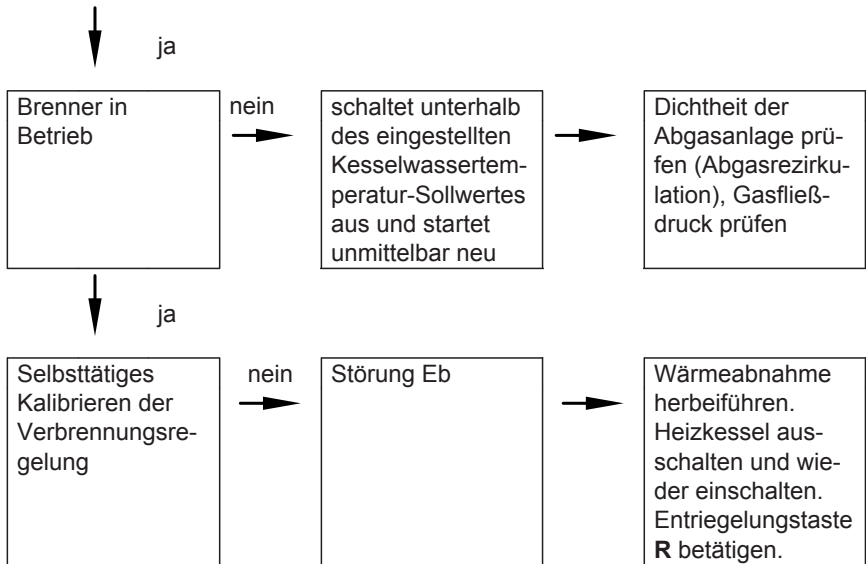 ja
Brenner in
Betrieb
nein
schaltet unterhalb
des eingestellten
Kesselwassertem-
peratur-Sollwertes
aus und startet
unmittelbar neu
Dichtheit der
Abgasanlage prü-
fen (Abgasrezirku-
lation), Gasfließ-
druck prüfen
ja
Selbsttätiges
Kalibrieren der
Verbrennungsre-
gelung
nein
Störung Eb
Wärmeabnahme
herbeiführen.
Heizkessel aus-
schalten und wie-
der einschalten.
Entriegelungstaste
R betätigen.